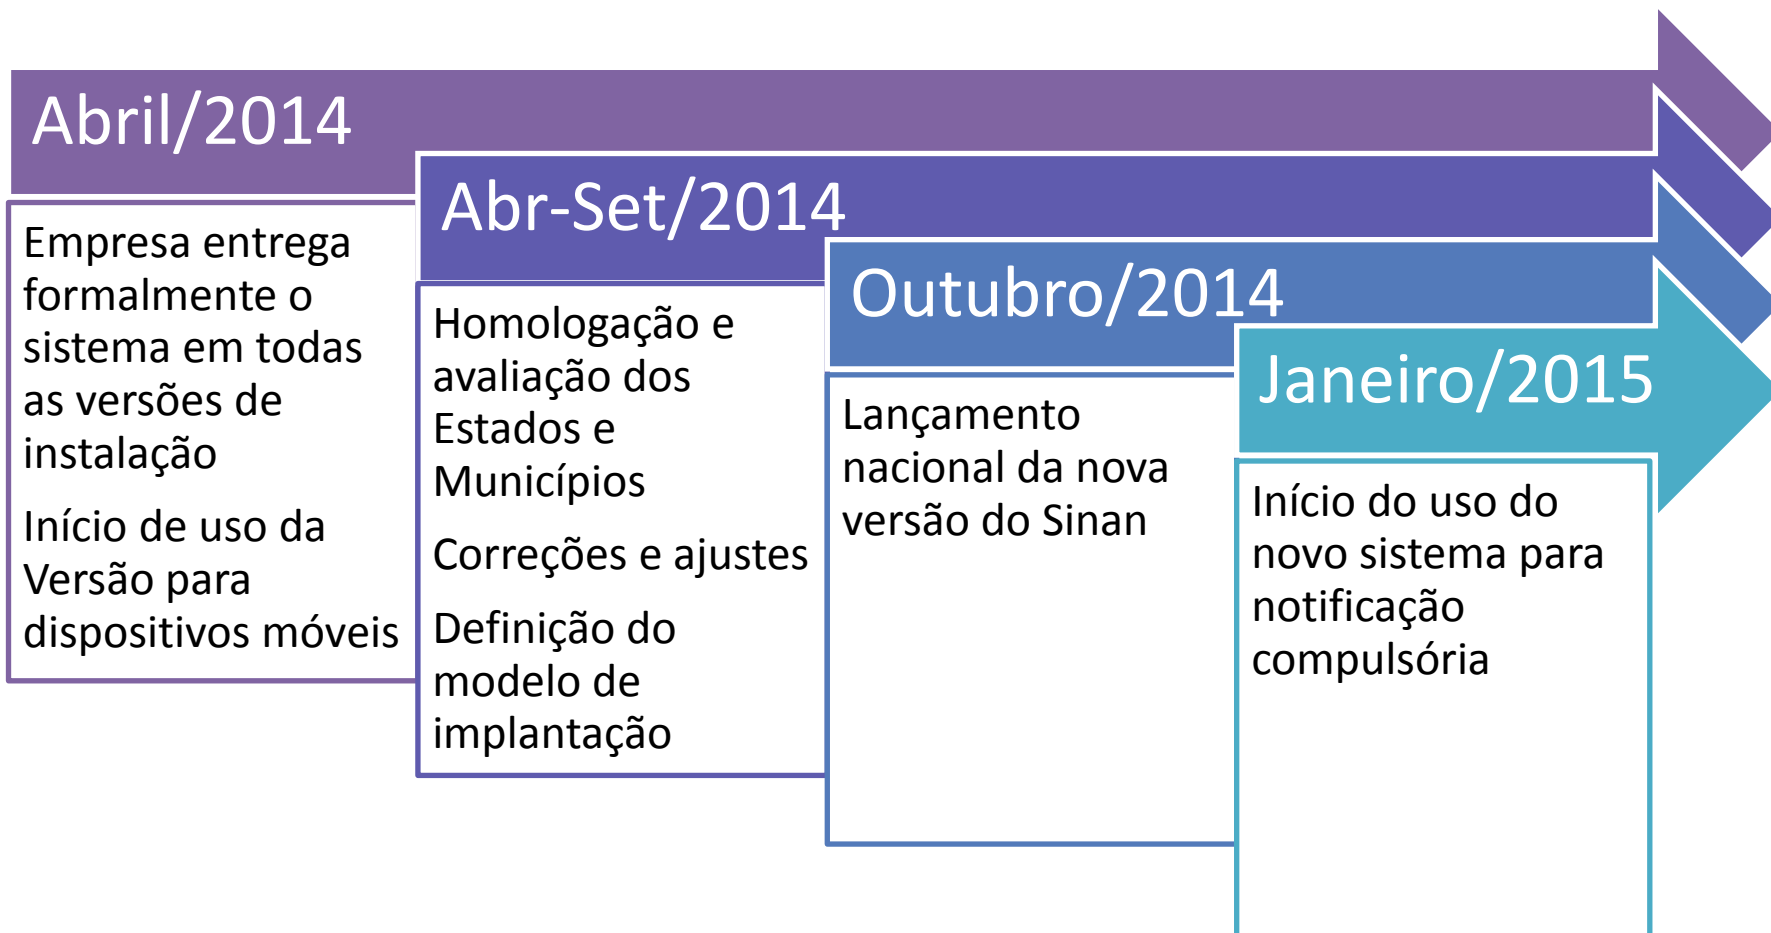 Abril/2014
Empresa entrega
formalmente o
sistema em todas
as versões de
instalação
Início de uso da
Versão para
dispositivos móveis
Abr-Set/2014
Homologação e
avaliação dos
Estados e
Municípios
Correções e ajustes
Definição do
modelo de
implantação
Outubro/2014
Lançamento
nacional da nova
versão do Sinan
Janeiro/2015
Início do uso do
novo sistema para
notificação
compulsória